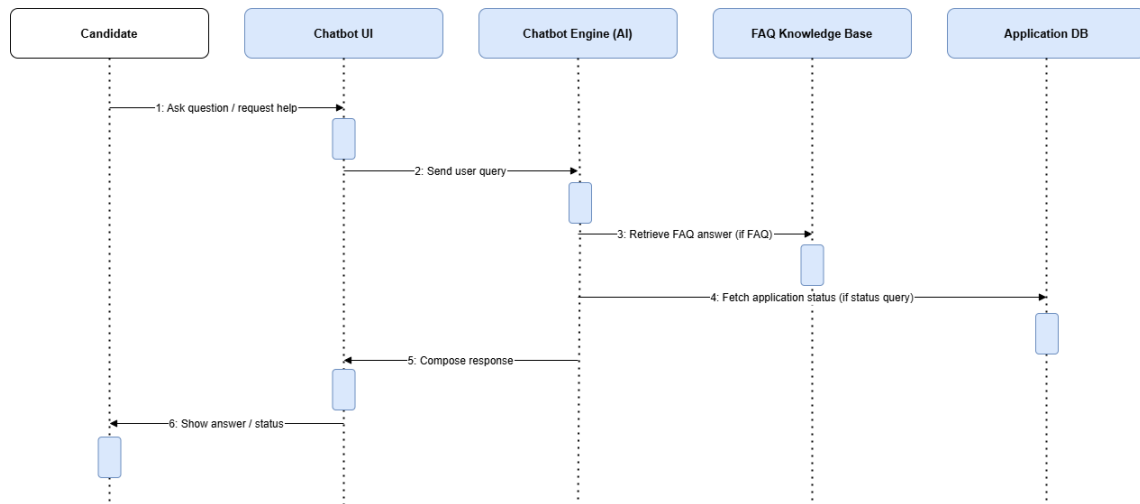 Candidate
Chatbot UI
Chatbot Engine (AI)
FAQ Knowledge Base
Application DB
1: Ask question / request help
2: Send user query
3: Retrieve FAQ answer (if FAQ)
4: Fetch application status (if status query)
5: Compose response
6: Show answer / status